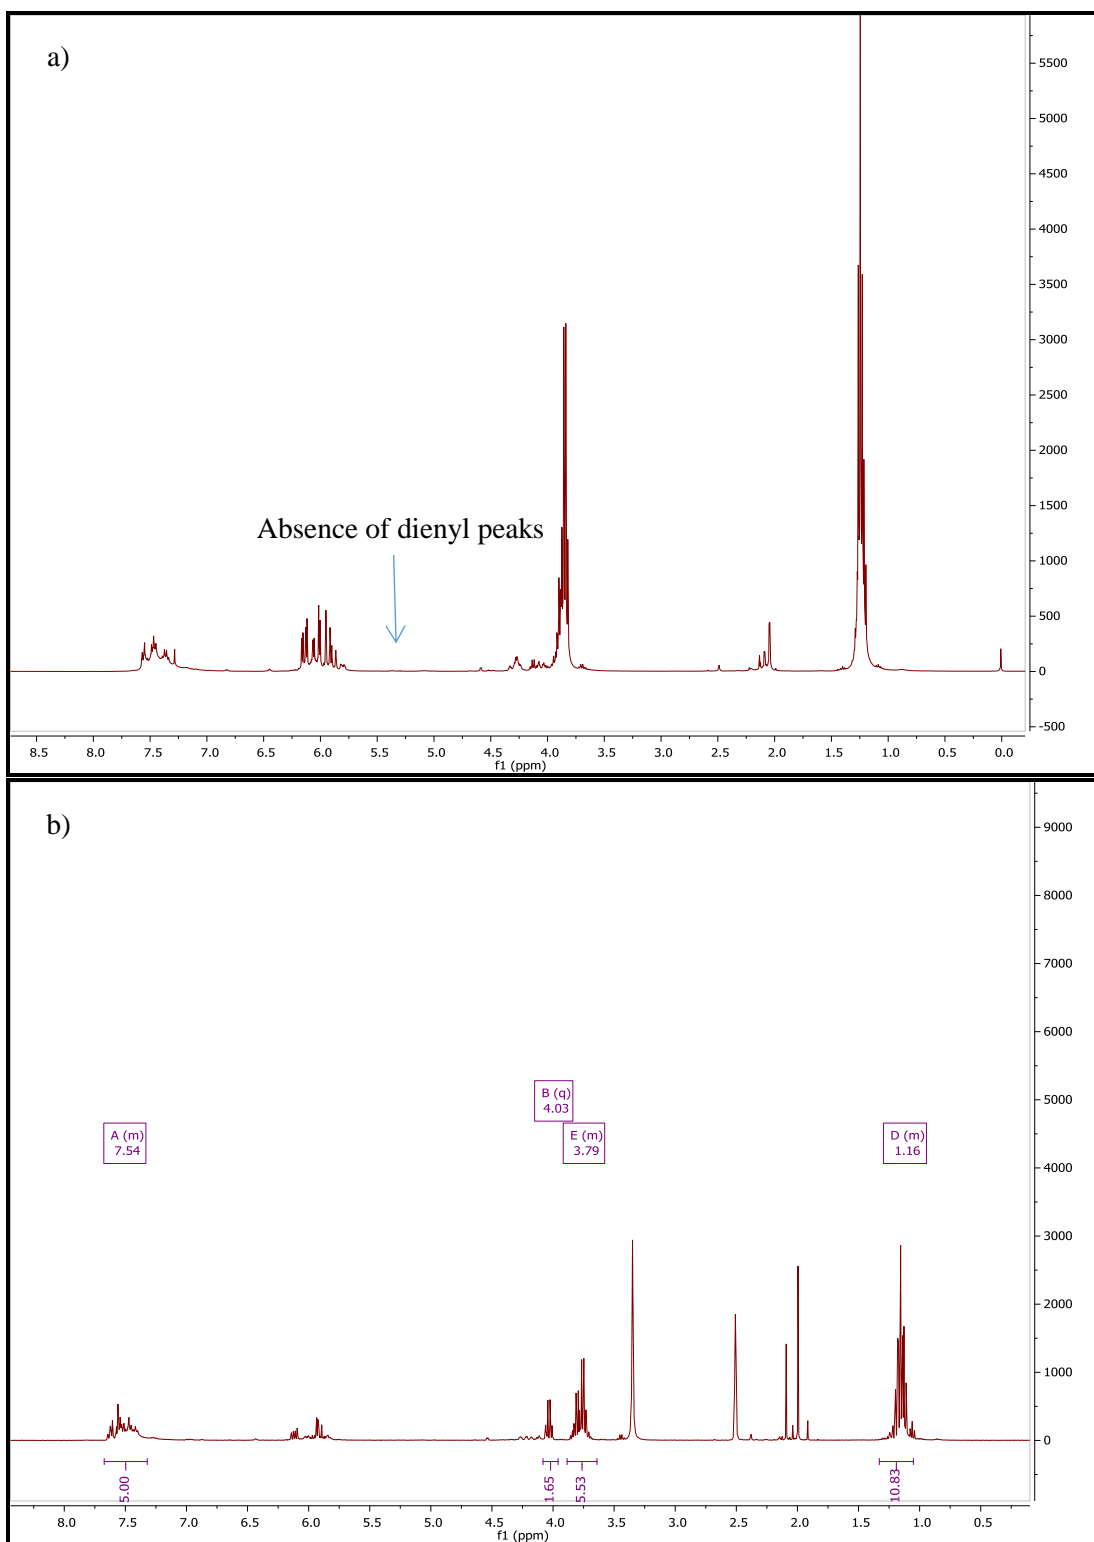 a)
5500
5000
4500
4000
3500
3000
2500
2000
1500
1000
500
0
-500
Absence of dienyl peaks
8.5 8.0 7.5 7.0 6.5 6.0 5.5 5.0 4.5 4.0 3.5 3.0 2.5 2.0 1.5 1.0 0.5 0.0
f1 (ppm)
b)
9000
8000
7000
6000
5000
4000
3000
2000
1000
0
B (q)
4.03
A (m)
7.54
E (m)
3.79
D (m)
1.16
5.00
1.65
5.53
10.83
8.0 7.5 7.0 6.5 6.0 5.5 5.0 4.5 4.0 3.5 3.0 2.5 2.0 1.5 1.0 0.5
f1 (ppm)